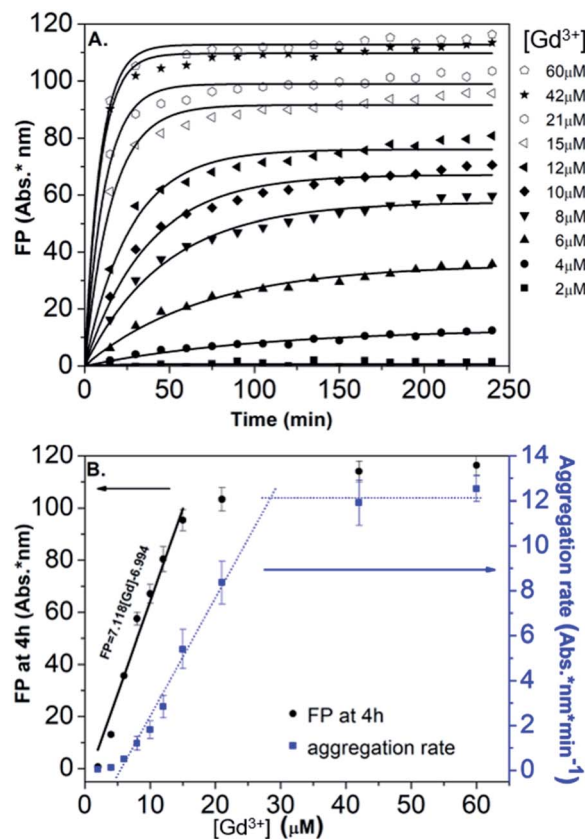 A.
[Gd³⁺]
60μM
42μM
21μM
15μM
12μM
10μM
8μM
6μM
4μM
2μM
FP (Abs.* nm)
120
100
80
60
40
20
0
0 50 100 150 200 250
Time (min)
B.
FP at 4h (Abs.*nm)
120
100
80
60
40
20
0
FP=7.118[Gd]-6.994
FP at 4h
aggregation rate
14
12
10
8
6
4
2
0
Aggregation rate (Abs.*nm*min⁻¹)
0 10 20 30 40 50 60
[Gd³⁺] (μM)